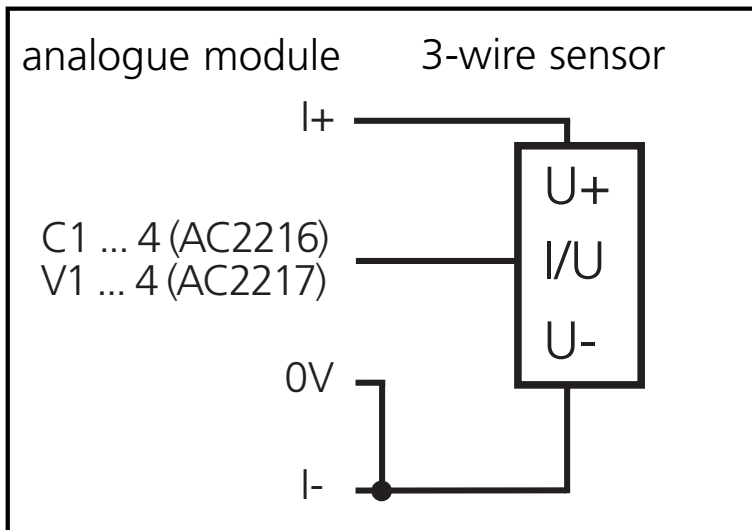 analogue module
3-wire sensor
I+
U+
C1 ... 4 (AC2216)
V1 ... 4 (AC2217)
I/U
U-
0V
I-